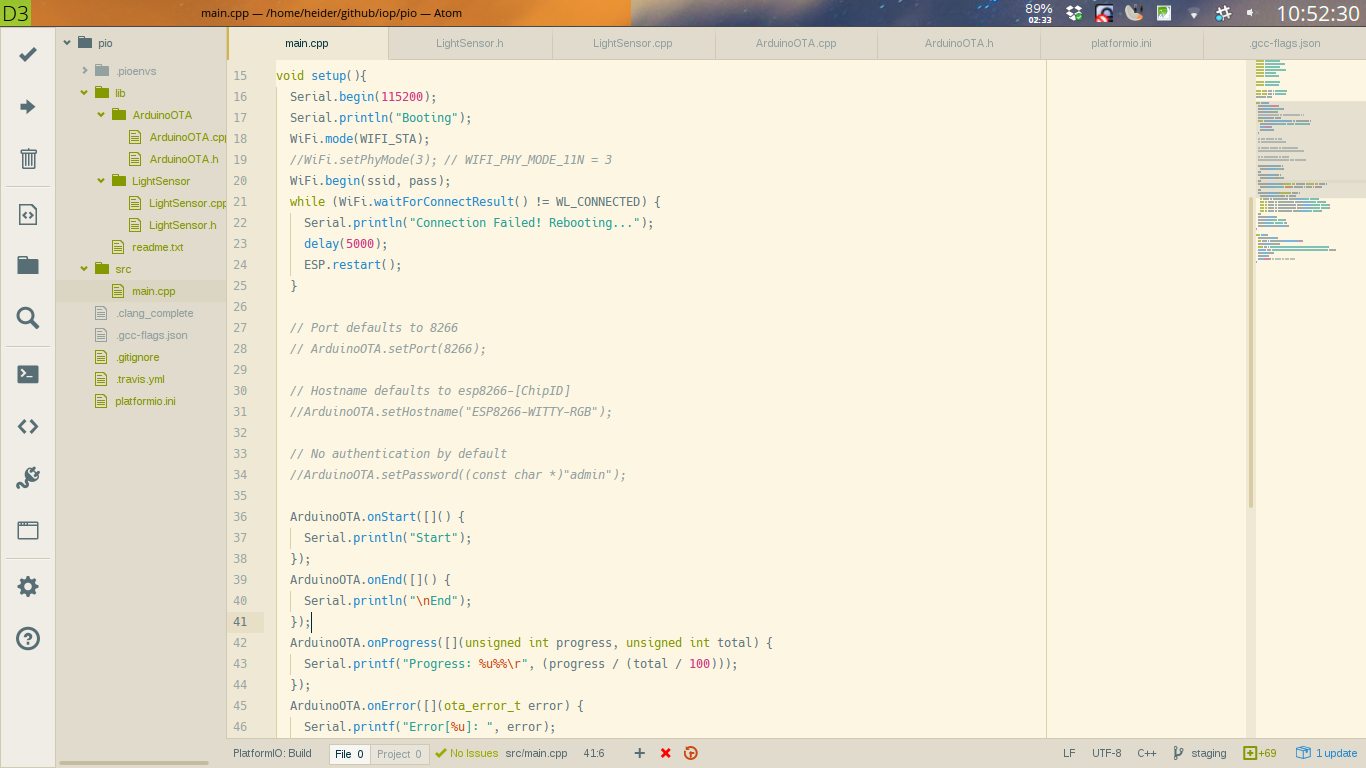 D3
main.cpp — /home/heider/github/iop/pio — Atom
89%
02:33
10:52:30
pio
.pioenvs
lib
ArduinoOTA
ArduinoOTA.cpp
ArduinoOTA.h
LightSensor
LightSensor.cpp
LightSensor.h
readme.txt
src
main.cpp
.clang_complete
.gcc-flags.json
.gitignore
.travis.yml
platformio.ini
main.cpp LightSensor.h LightSensor.cpp ArduinoOTA.cpp ArduinoOTA.h platformio.ini .gcc-flags.json
15 void setup(){
16 Serial.begin(115200);
17 Serial.println("Booting");
18 WiFi.mode(WIFI_STA);
19 //WiFi.setPhyMode(3); // WIFI_PHY_MODE_11N = 3
20 WiFi.begin(ssid, pass);
21 while (WiFi.waitForConnectResult() != WL_CONNECTED) {
22 Serial.println("Connection Failed! Rebooting...");
23 delay(5000);
24 ESP.restart();
25 }
26
27 // Port defaults to 8266
28 // ArduinoOTA.setPort(8266);
29
30 // Hostname defaults to esp8266-[ChipID]
31 //ArduinoOTA.setHostname("ESP8266-WITTY-RGB");
32
33 // No authentication by default
34 //ArduinoOTA.setPassword((const char *)"admin");
35
36 ArduinoOTA.onStart([]() {
37 Serial.println("Start");
38 });
39 ArduinoOTA.onEnd([]() {
40 Serial.println("\nEnd");
41 });
42 ArduinoOTA.onProgress([](unsigned int progress, unsigned int total) {
43 Serial.printf("Progress: %u%%\r", (progress / (total / 100)));
44 });
45 ArduinoOTA.onError([](ota_error_t error) {
46 Serial.printf("Error[%u]: ", error);
PlatformIO: Build File 0 Project 0 No Issues src/main.cpp 41:6 LF UTF-8 C++ staging +69 1 update